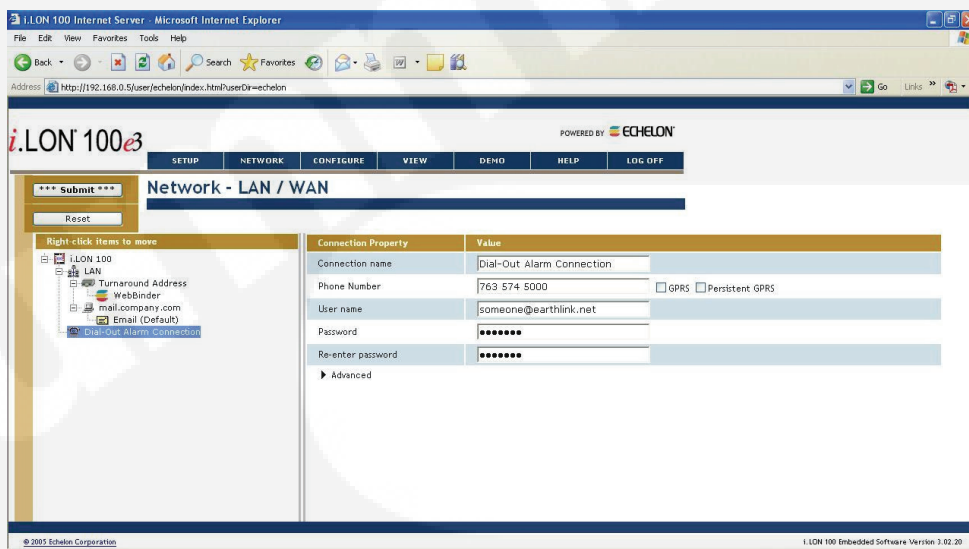 i.LON 100 Internet Server - Microsoft Internet Explorer
File Edit View Favorites Tools Help
Back Search Favorites
Address http://192.168.0.5/user/echelon/index.html?userDir=echelon Go Links »
i.LON 100e3
POWERED BY ECHELON
SETUP NETWORK CONFIGURE VIEW DEMO HELP LOG OFF
*** Submit ***
Network - LAN / WAN
Reset
Right-click items to move
i.LON 100
LAN
Turnaround Address
WebBinder
mail.company.com
Email (Default)
Dial-Out Alarm Connection
Connection Property Value
Connection name Dial-Out Alarm Connection
Phone Number 763 574 5000 GPRS Persistent GPRS
User name someone@earthlink.net
Password •••••••
Re-enter password •••••••
Advanced
© 2005 Echelon Corporation
i.LON 100 Embedded Software Version 3.02.20